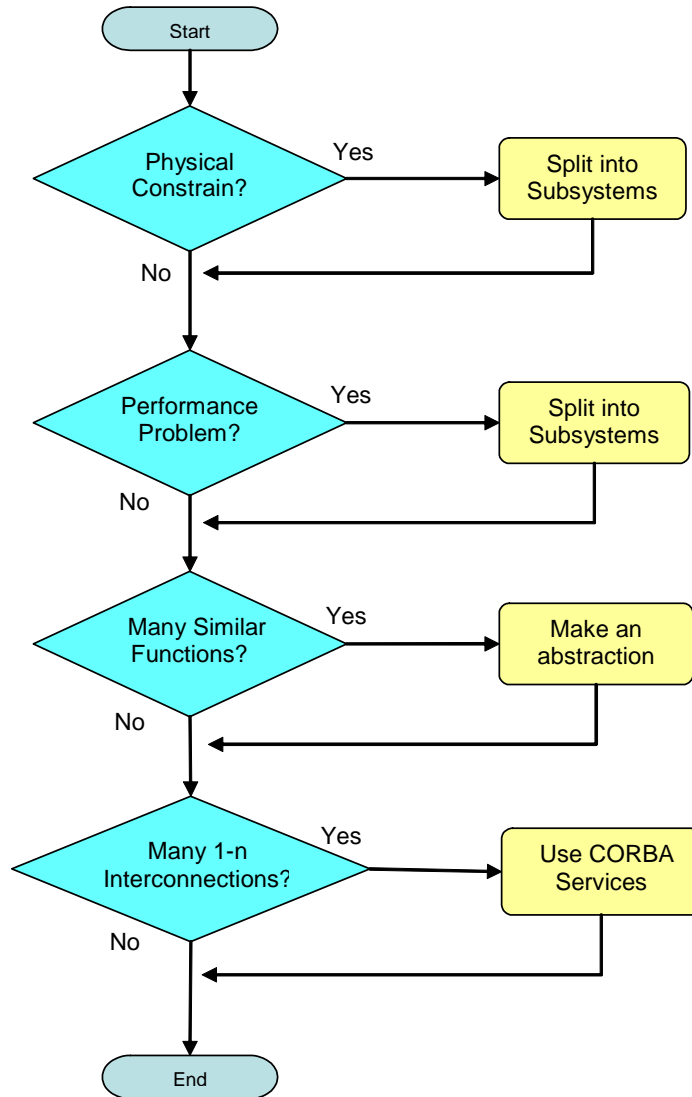 Start
Physical
Constrain?
Yes
Split into
Subsystems
No
Performance
Problem?
Yes
Split into
Subsystems
No
Many Similar
Functions?
Yes
Make an
abstraction
No
Many 1-n
Interconnections?
Yes
Use CORBA
Services
No
End